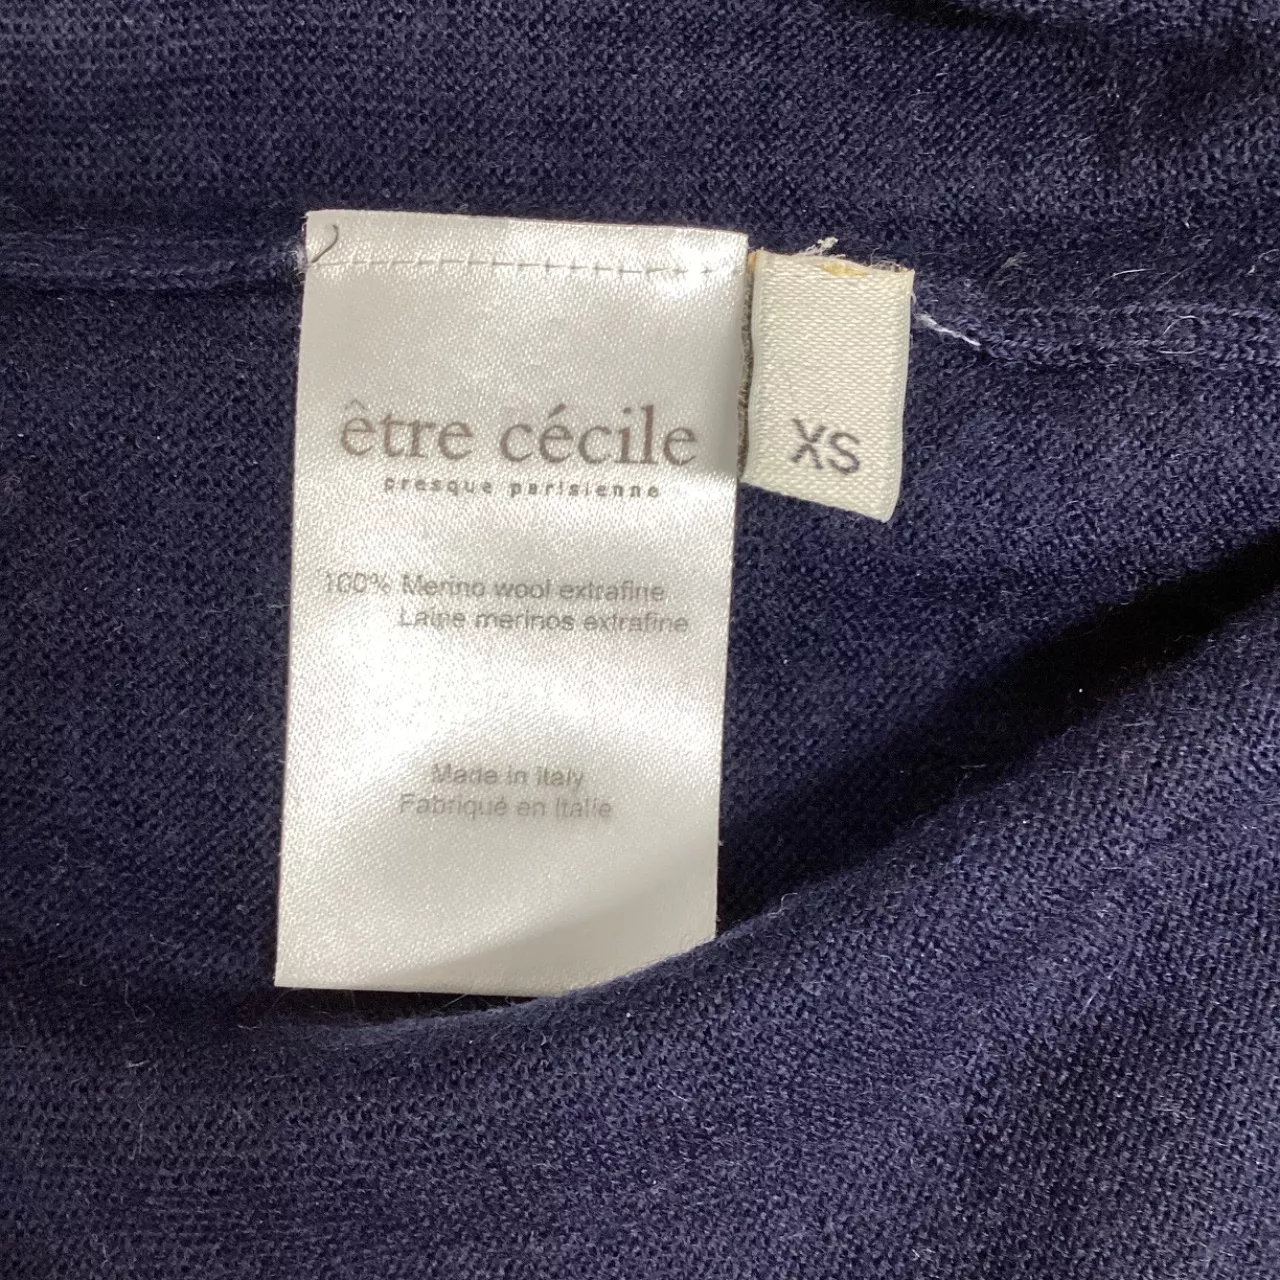 être cécile
presque parisienne
XS
100% Merino wool extrafine
Laine merinos extrafine
Made in Italy
Fabriqué en Italie